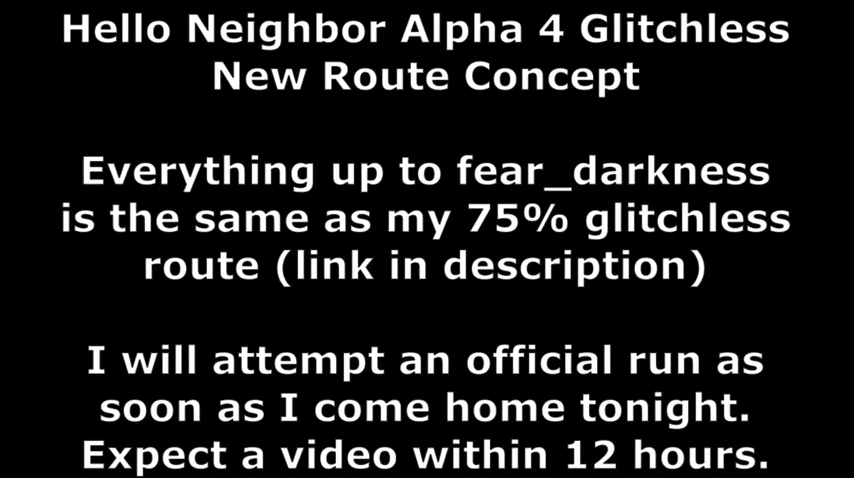 Hello Neighbor Alpha 4 Glitchless
New Route Concept
Everything up to fear_darkness
is the same as my 75% glitchless
route (link in description)
I will attempt an official run as
soon as I come home tonight.
Expect a video within 12 hours.